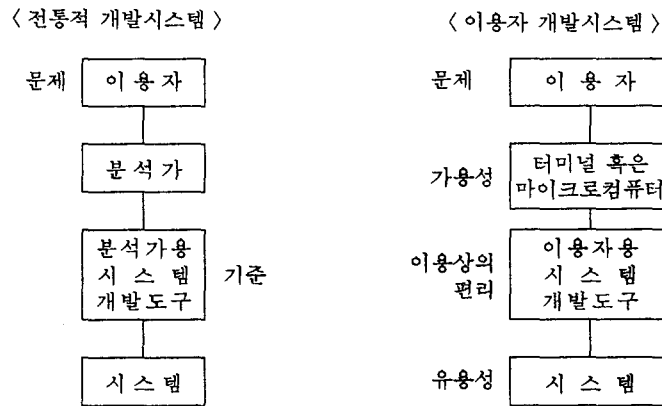 〈 전통적 개발시스템 〉
문제
이 용 자
분 석 가
분석가용
시 스 템
개발도구
기준
시 스 템
〈 이용자 개발시스템 〉
문제
이 용 자
가용성
터미널 혹은
마이크로컴퓨터
이용상의
편리
이용자용
시 스 템
개발도구
유용성
시 스 템